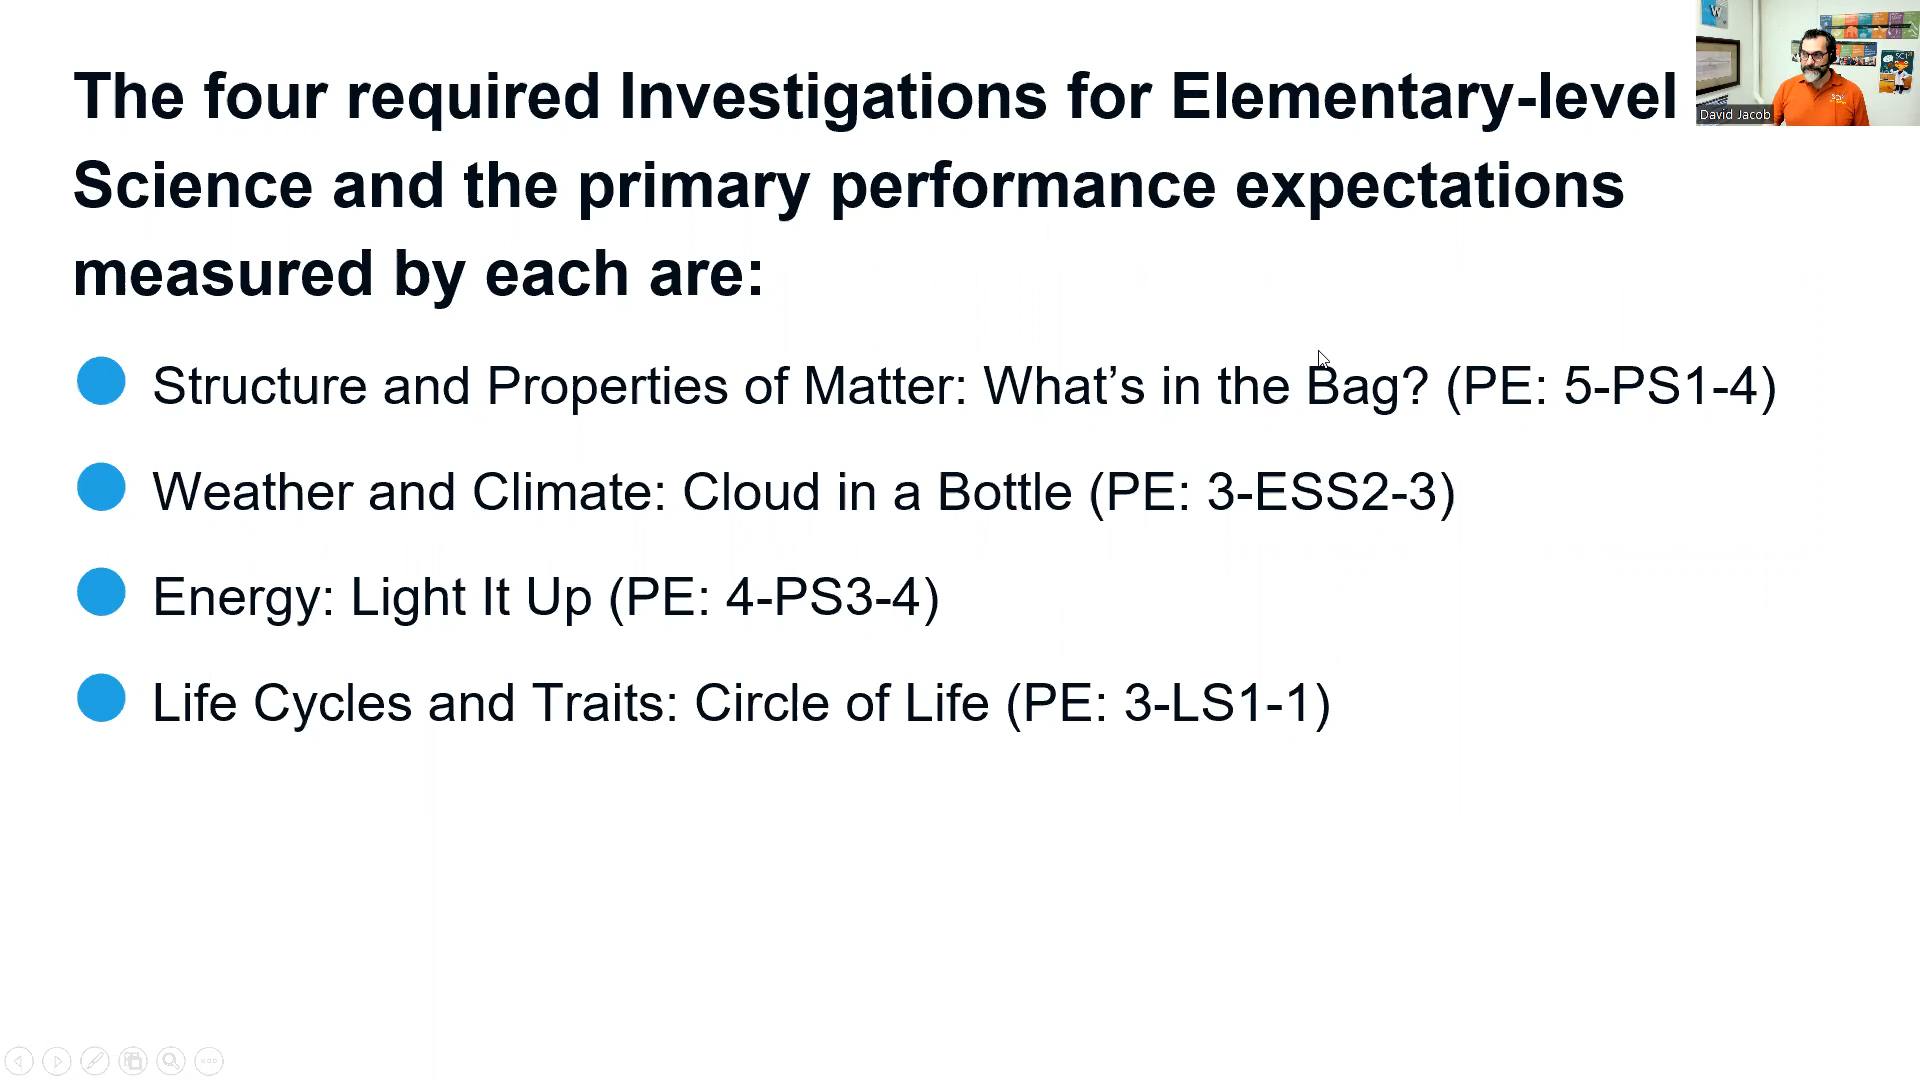 The four required Investigations for Elementary-level
Science and the primary performance expectations
measured by each are:
Structure and Properties of Matter: What’s in the Bag? (PE: 5-PS1-4)
Weather and Climate: Cloud in a Bottle (PE: 3-ESS2-3)
Energy: Light It Up (PE: 4-PS3-4)
Life Cycles and Traits: Circle of Life (PE: 3-LS1-1)
W
SCI
David Jacob